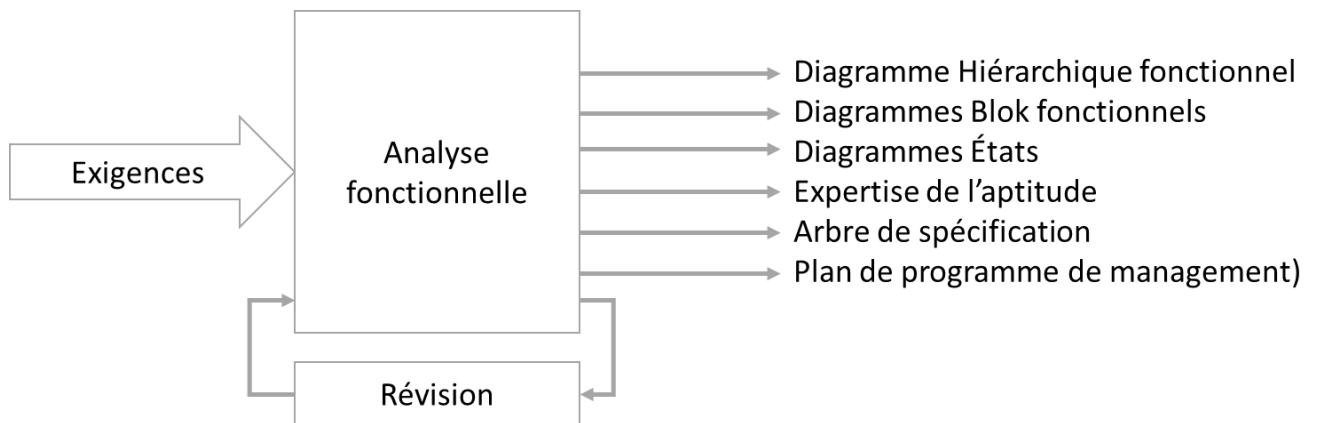 Exigences
Analyse
fonctionnelle
Diagramme Hiérarchique fonctionnel
Diagrammes Blok fonctionnels
Diagrammes États
Expertise de l'aptitude
Arbre de spécification
Plan de programme de management)
Révision